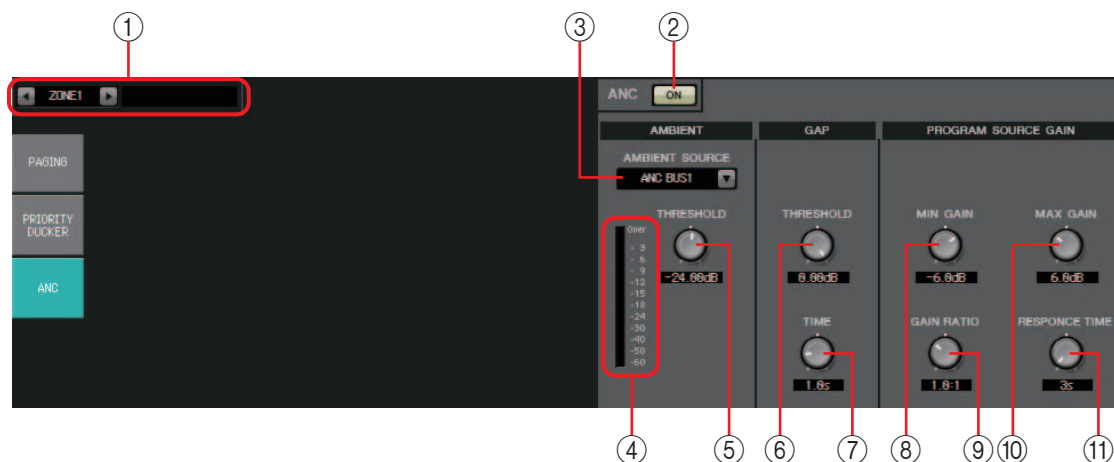 ① ② ③
ZONE1
ANC ON
AMBIENT GAP PROGRAM SOURCE GAIN
PAGING
AMBIENT SOURCE
ANC BUS1
PRIORITY
DUCKER
THRESHOLD THRESHOLD MIN GAIN MAX GAIN
Over
- 3
- 6
- 9
-12
-15
-18
-24
-30
-40
-50
-60
-24.00dB 0.00dB -6.0dB 6.0dB
ANC
TIME GAIN RATIO RESPONCE TIME
1.0s 1.0:1 3s
④ ⑤ ⑥ ⑦ ⑧ ⑨ ⑩ ⑪